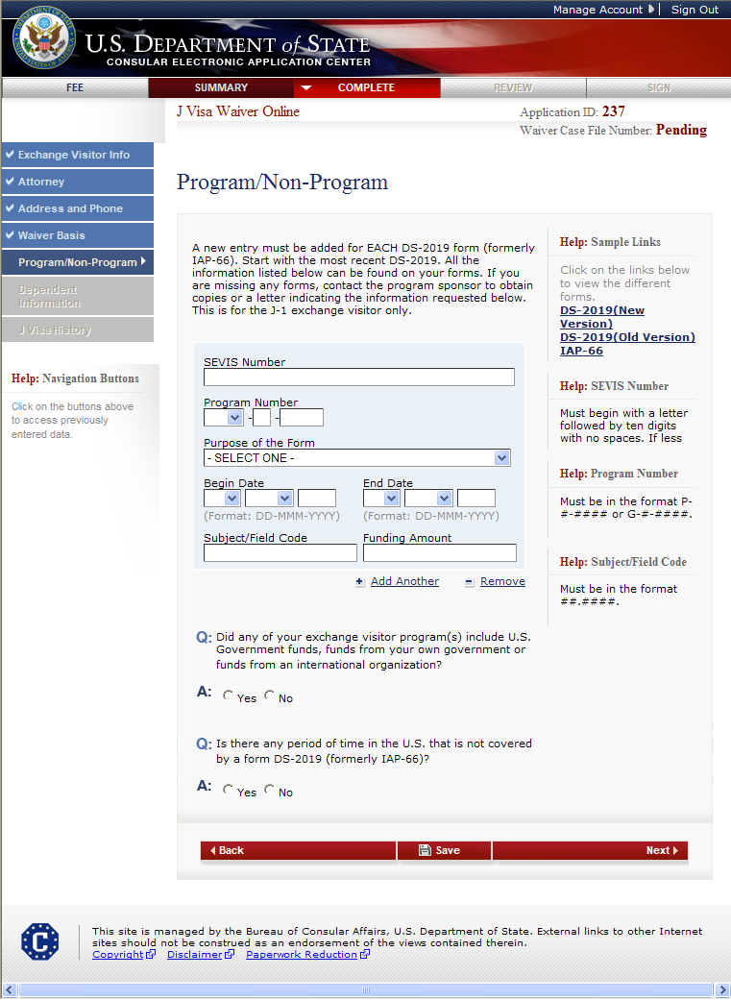 Manage Account
Sign Out
U.S. DEPARTMENT of STATE
CONSULAR ELECTRONIC APPLICATION CENTER
FEE
SUMMARY
COMPLETE
REVIEW
SIGN
J Visa Waiver Online
Application ID: 237
Waiver Case File Number: Pending
Exchange Visitor Info
Attorney
Address and Phone
Waiver Basis
Program/Non-Program
Dependent
Information
J Visa History
Help: Navigation Buttons
Click on the buttons above
to access previously
entered data.
Program/Non-Program
A new entry must be added for EACH DS-2019 form (formerly
IAP-66). Start with the most recent DS-2019. All the
information listed below can be found on your forms. If you
are missing any forms, contact the program sponsor to obtain
copies or a letter indicating the information requested below.
This is for the J-1 exchange visitor only.
SEVIS Number
Program Number
- -
Purpose of the Form
- SELECT ONE -
Begin Date
End Date
(Format: DD-MMM-YYYY)
(Format: DD-MMM-YYYY)
Subject/Field Code
Funding Amount
Add Another
Remove
Q: Did any of your exchange visitor program(s) include U.S.
Government funds, funds from your own government or
funds from an international organization?
A: Yes No
Q: Is there any period of time in the U.S. that is not covered
by a form DS-2019 (formerly IAP-66)?
A: Yes No
Help: Sample Links
Click on the links below
to view the different
forms.
DS-2019(New
Version)
DS-2019(Old Version)
IAP-66
Help: SEVIS Number
Must begin with a letter
followed by ten digits
with no spaces. If less
Help: Program Number
Must be in the format P-
#-#### or G-#-####.
Help: Subject/Field Code
Must be in the format
##.####.
Back
Save
Next
C
This site is managed by the Bureau of Consular Affairs, U.S. Department of State. External links to other Internet
sites should not be construed as an endorsement of the views contained therein.
Copyright Disclaimer Paperwork Reduction